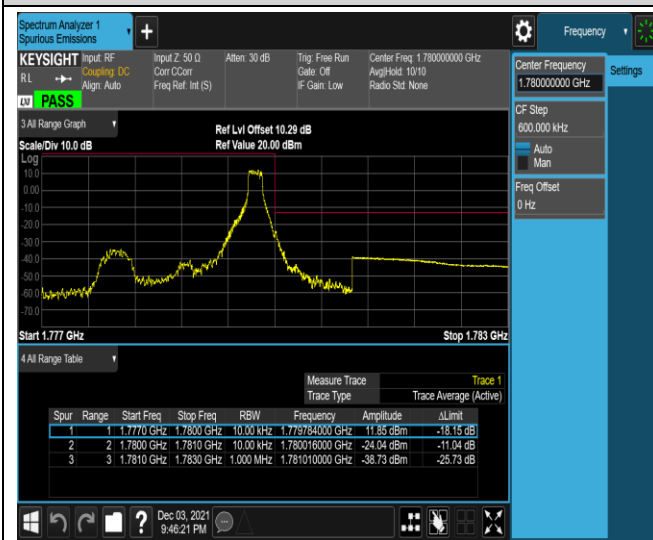 Spectrum Analyzer 1
Spurious Emissions
Frequency
KEYSIGHT
RL
LXI PASS
Input: RF
Coupling: DC
Align: Auto
Input Z: 50 Ω
Corr CCorr
Freq Ref: Int (S)
Atten: 30 dB
Trig: Free Run
Gate: Off
IF Gain: Low
Center Freq: 1.780000000 GHz
Avg|Hold: 10/10
Radio Std: None
Center Frequency
1.780000000 GHz
Settings
CF Step
600.000 kHz
Auto
Man
Freq Offset
0 Hz
3 All Range Graph
Ref Lvl Offset 10.29 dB
Scale/Div 10.0 dB
Ref Value 20.00 dBm
Log
10.0
0.00
-10.0
-20.0
-30.0
-40.0
-50.0
-60.0
-70.0
Start 1.777 GHz
Stop 1.783 GHz
4 All Range Table
Measure Trace Trace 1
Trace Type Trace Average (Active)
Spur Range Start Freq Stop Freq RBW Frequency Amplitude ΔLimit
1 1 1.7770 GHz 1.7800 GHz 10.00 kHz 1.779784000 GHz 11.85 dBm -18.15 dB
2 2 1.7800 GHz 1.7810 GHz 10.00 kHz 1.780016000 GHz -24.04 dBm -11.04 dB
3 3 1.7810 GHz 1.7830 GHz 1.000 MHz 1.781010000 GHz -38.73 dBm -25.73 dB
?
Dec 03, 2021
9:46:21 PM